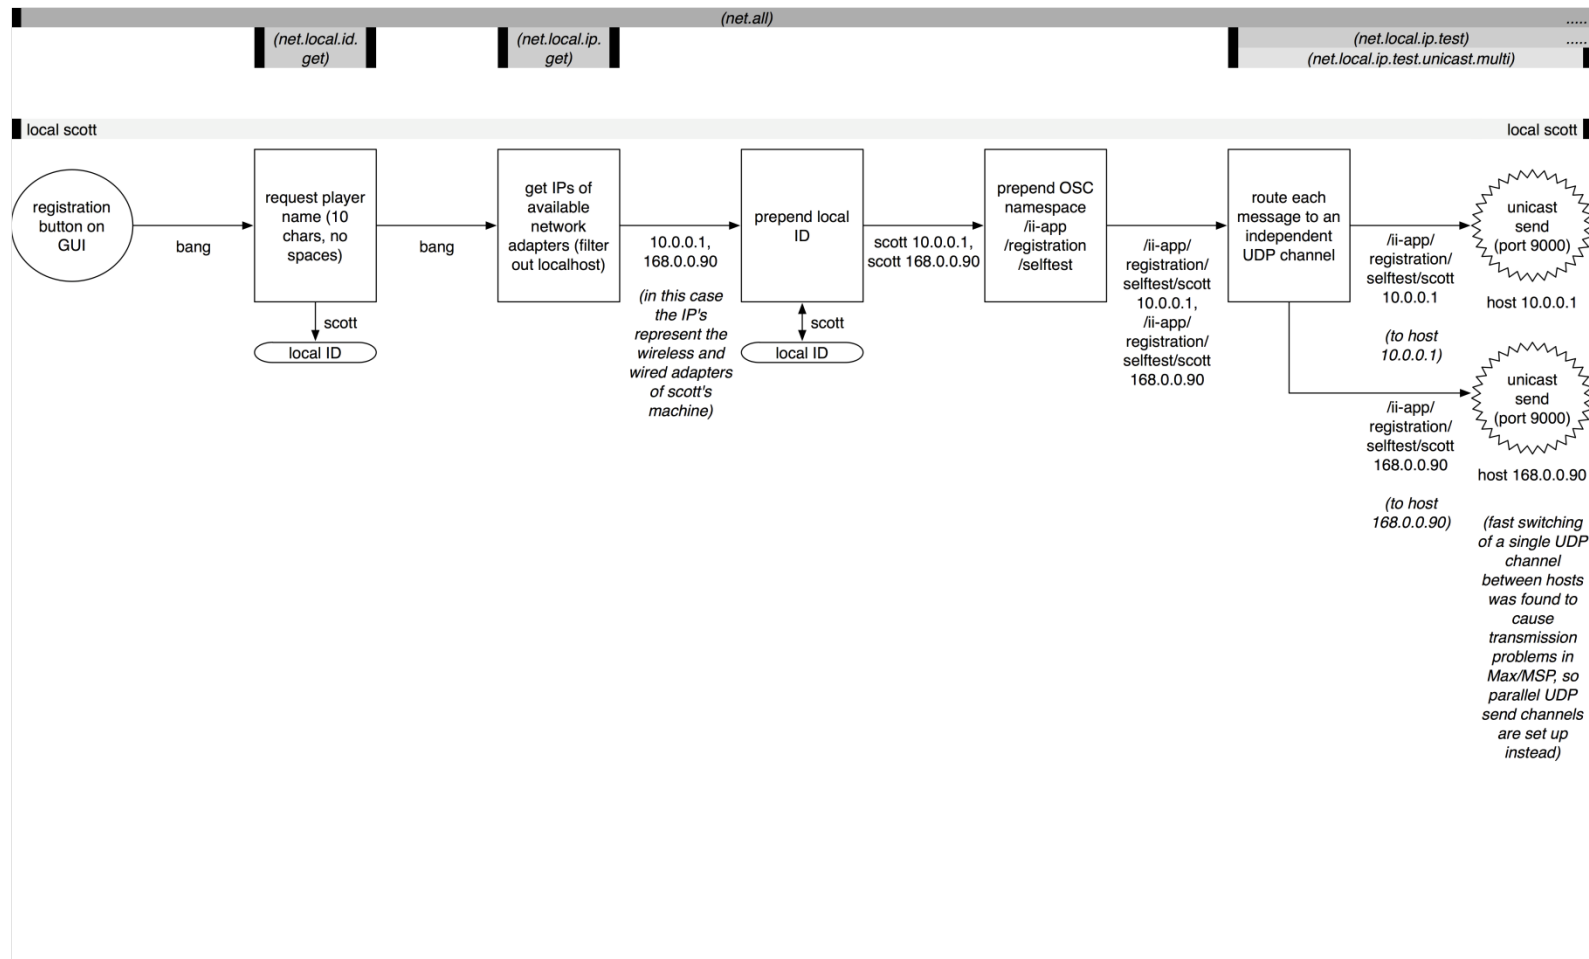 (net.all)
.....
(net.local.id.
get)
(net.local.ip.
get)
(net.local.ip.test)
.....
(net.local.ip.test.unicast.multi)
local scott
local scott
registration
button on
GUI
bang
request player
name (10
chars, no
spaces)
scott
local ID
bang
get IPs of
available
network
adapters (filter
out localhost)
10.0.0.1,
168.0.0.90
(in this case
the IP's
represent the
wireless and
wired adapters
of scott's
machine)
prepend local
ID
scott
local ID
scott 10.0.0.1,
scott 168.0.0.90
prepend OSC
namespace
/ii-app
/registration
/selftest
/ii-app/
registration/
selftest/scott
10.0.0.1,
/ii-app/
registration/
selftest/scott
168.0.0.90
route each
message to an
independent
UDP channel
/ii-app/
registration/
selftest/scott
10.0.0.1
(to host
10.0.0.1)
unicast
send
(port 9000)
host 10.0.0.1
/ii-app/
registration/
selftest/scott
168.0.0.90
(to host
168.0.0.90)
unicast
send
(port 9000)
host 168.0.0.90
(fast switching
of a single UDP
channel
between hosts
was found to
cause
transmission
problems in
Max/MSP, so
parallel UDP
send channels
are set up
instead)